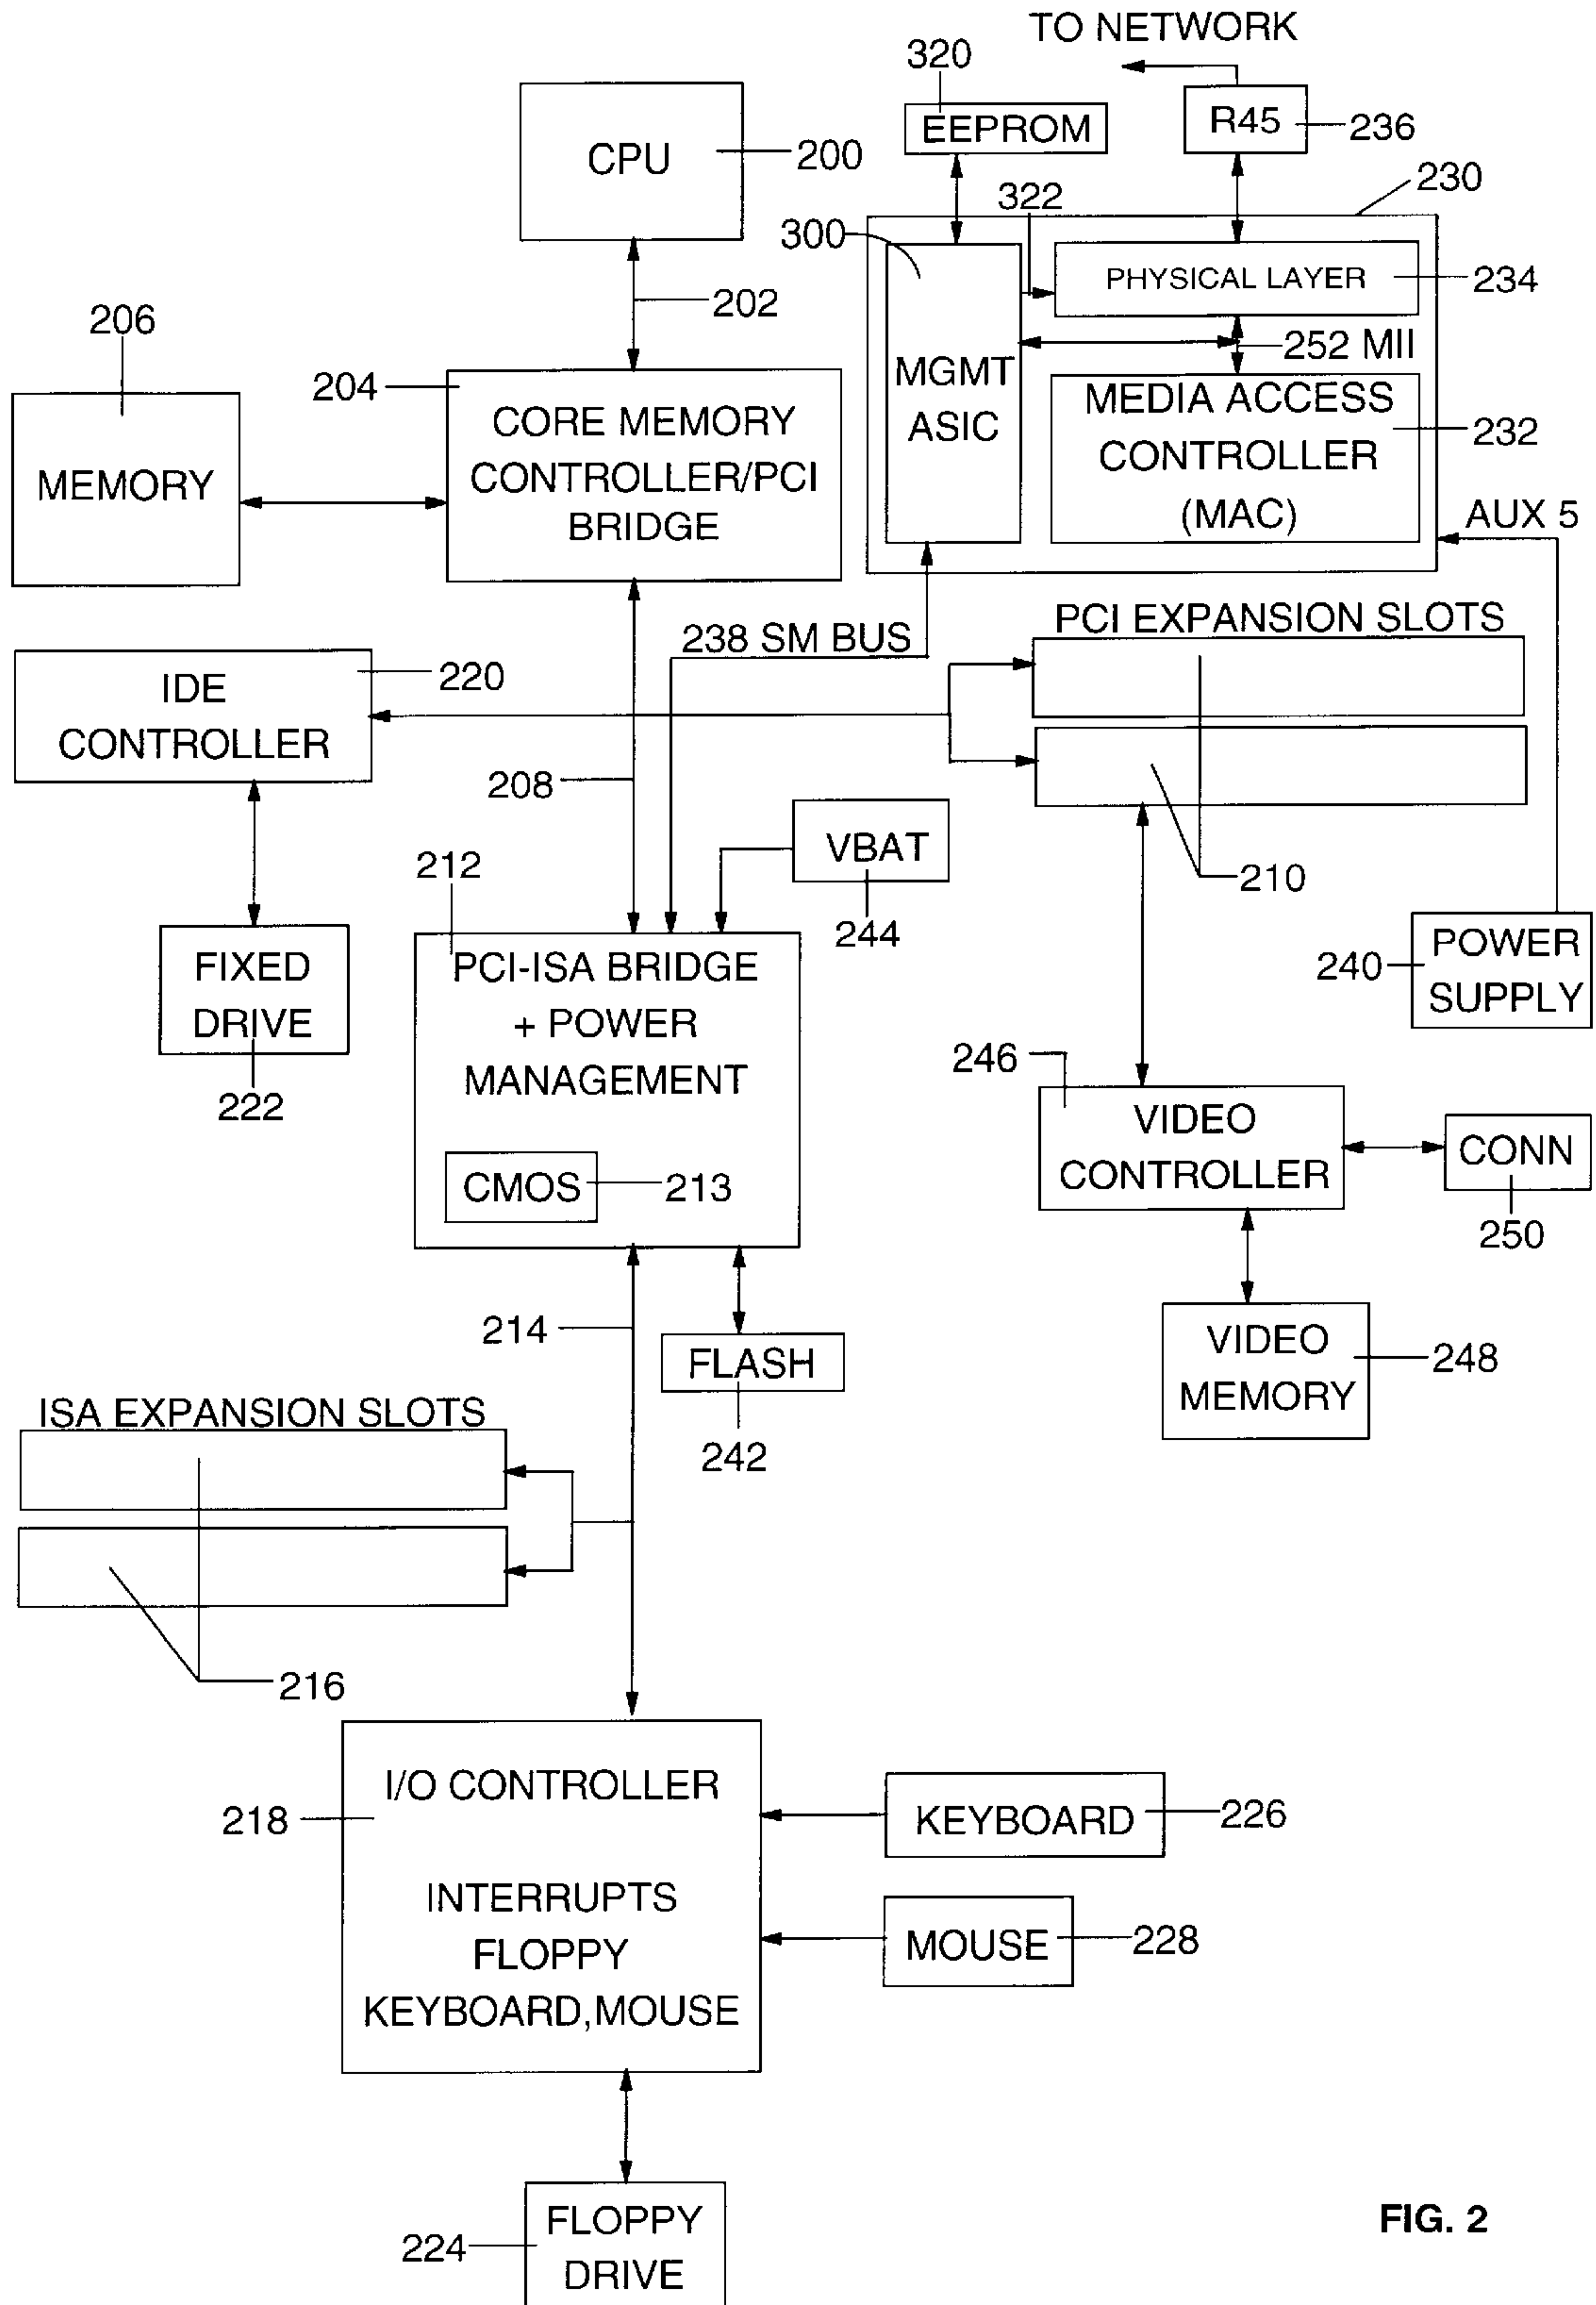 TO NETWORK
320
EEPROM
R45
236
CPU
200
230
322
300
PHYSICAL LAYER
234
202
252 MII
MGMT
ASIC
MEDIA ACCESS
CONTROLLER
(MAC)
232
206
MEMORY
204
CORE MEMORY
CONTROLLER/PCI
BRIDGE
AUX 5
238 SM BUS
PCI EXPANSION SLOTS
IDE
CONTROLLER
220
208
210
VBAT
244
212
FIXED
DRIVE
222
PCI-ISA BRIDGE
+ POWER
MANAGEMENT
CMOS
213
240
POWER
SUPPLY
246
VIDEO
CONTROLLER
CONN
250
214
FLASH
242
VIDEO
MEMORY
248
ISA EXPANSION SLOTS
216
218
I/O CONTROLLER
INTERRUPTS
FLOPPY
KEYBOARD,MOUSE
KEYBOARD
226
MOUSE
228
224
FLOPPY
DRIVE
FIG. 2